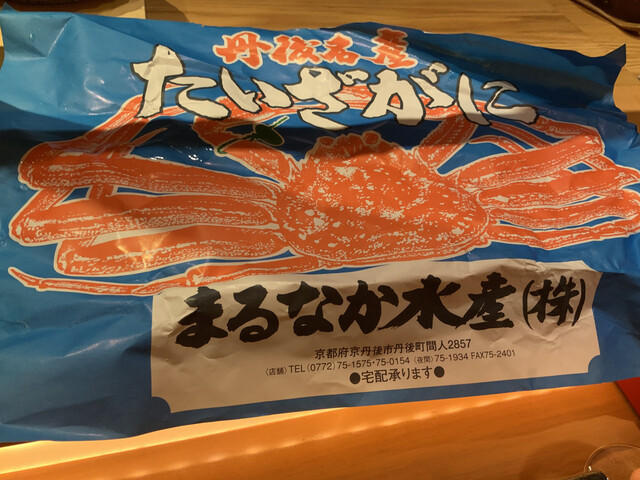 丹後名産
たいざがに
まるなか水産(株)
京都府京丹後市丹後町間人2857
(店舗)TEL(0772)75-1575・75-0154(夜間)75-1934 FAX75-2401
●宅配承ります●